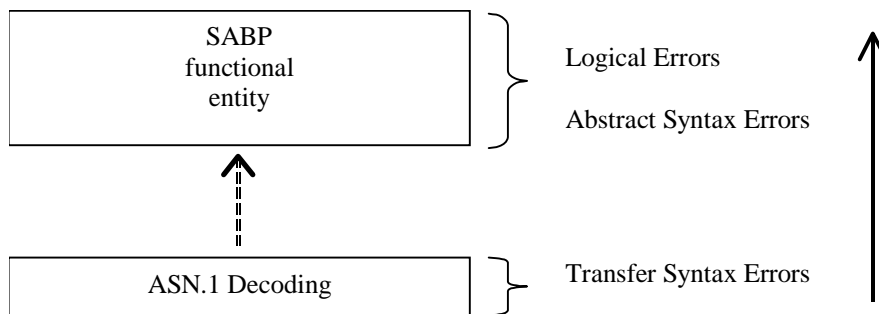 SABP
functional
entity
Logical Errors
Abstract Syntax Errors
ASN.1 Decoding
Transfer Syntax Errors